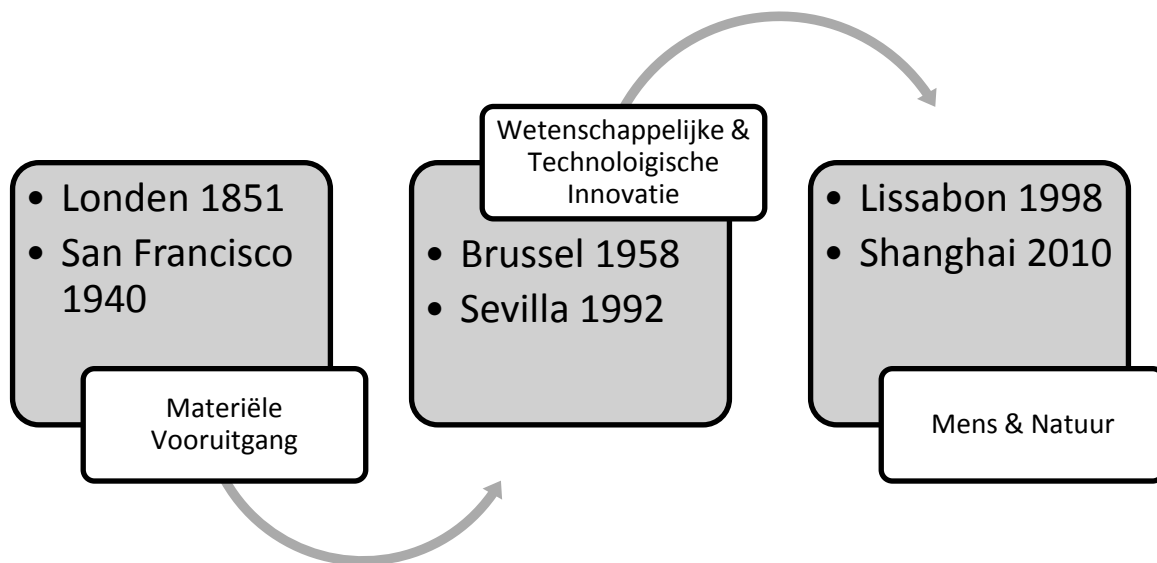 • Londen 1851
• San Francisco
1940
Materiële
Vooruitgang
Wetenschappelijke &
Technoloigische
Innovatie
• Brussel 1958
• Sevilla 1992
• Lissabon 1998
• Shanghai 2010
Mens & Natuur